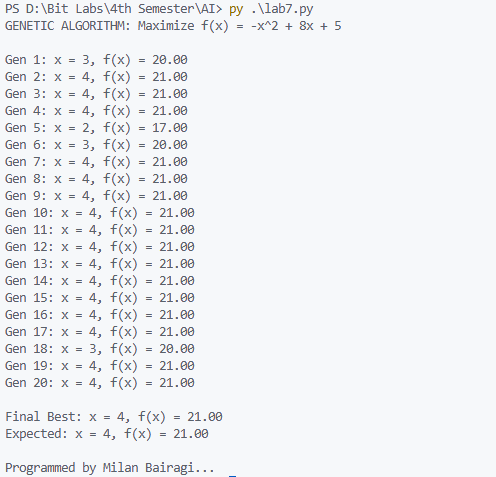 PS D:\Bit Labs\4th Semester\AI> py .\lab7.py
GENETIC ALGORITHM: Maximize f(x) = -x^2 + 8x + 5
Gen 1: x = 3, f(x) = 20.00
Gen 2: x = 4, f(x) = 21.00
Gen 3: x = 4, f(x) = 21.00
Gen 4: x = 4, f(x) = 21.00
Gen 5: x = 2, f(x) = 17.00
Gen 6: x = 3, f(x) = 20.00
Gen 7: x = 4, f(x) = 21.00
Gen 8: x = 4, f(x) = 21.00
Gen 9: x = 4, f(x) = 21.00
Gen 10: x = 4, f(x) = 21.00
Gen 11: x = 4, f(x) = 21.00
Gen 12: x = 4, f(x) = 21.00
Gen 13: x = 4, f(x) = 21.00
Gen 14: x = 4, f(x) = 21.00
Gen 15: x = 4, f(x) = 21.00
Gen 16: x = 4, f(x) = 21.00
Gen 17: x = 4, f(x) = 21.00
Gen 18: x = 3, f(x) = 20.00
Gen 19: x = 4, f(x) = 21.00
Gen 20: x = 4, f(x) = 21.00
Final Best: x = 4, f(x) = 21.00
Expected: x = 4, f(x) = 21.00
Programmed by Milan Bairagi...